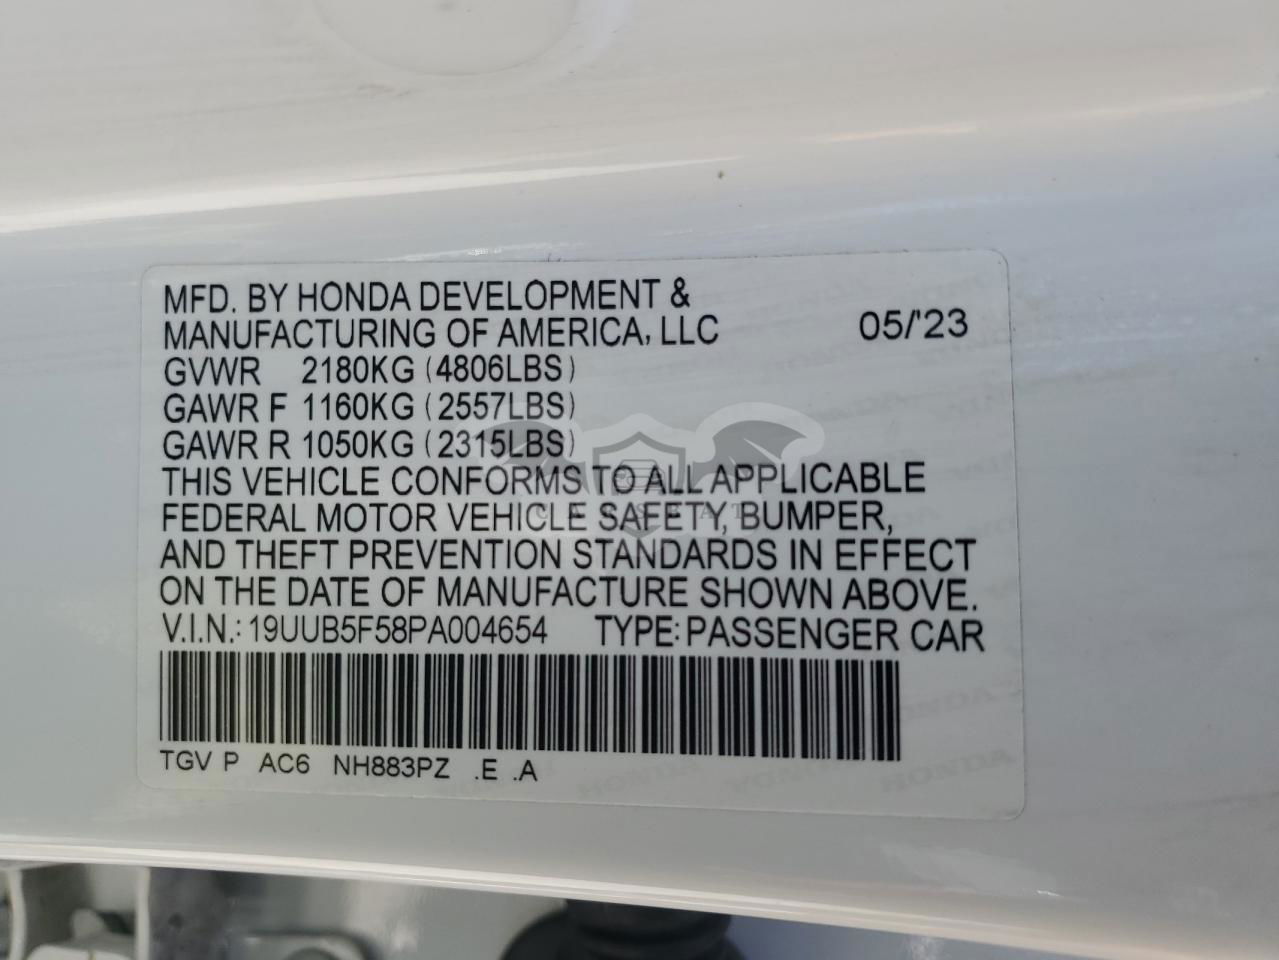 MFD. BY HONDA DEVELOPMENT &
MANUFACTURING OF AMERICA, LLC 05/'23
GVWR 2180KG (4806LBS)
GAWR F 1160KG (2557LBS)
GAWR R 1050KG (2315LBS)
THIS VEHICLE CONFORMS TO ALL APPLICABLE
FEDERAL MOTOR VEHICLE SAFETY, BUMPER,
AND THEFT PREVENTION STANDARDS IN EFFECT
ON THE DATE OF MANUFACTURE SHOWN ABOVE.
V.I.N.: 19UUB5F58PA004654 TYPE: PASSENGER CAR
TGV P AC6 NH883PZ .E .A